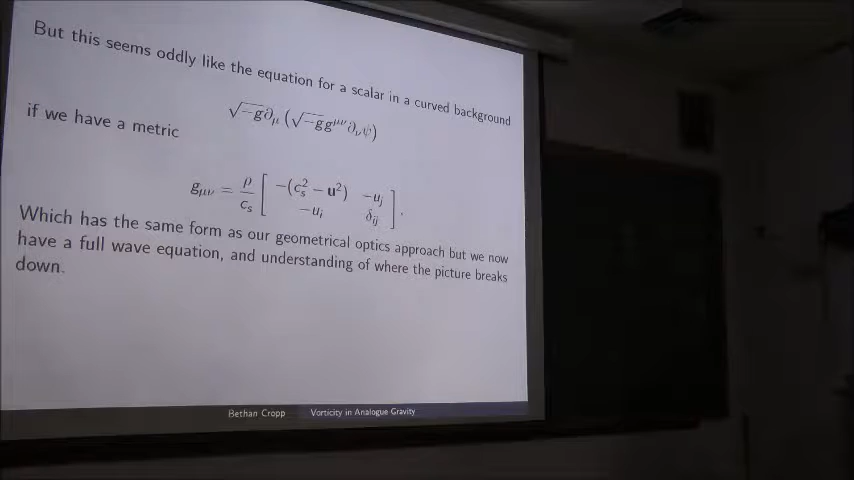 But this seems oddly like the equation for a scalar in a curved background
√−g∂μ (√−g g^μν ∂νψ)
if we have a metric
gμν = ρ/cs [ −(cs² − u²) −uj
−ui δij ].
Which has the same form as our geometrical optics approach but we now
have a full wave equation, and understanding of where the picture breaks
down.
Bethan Cropp Vorticity in Analogue Gravity